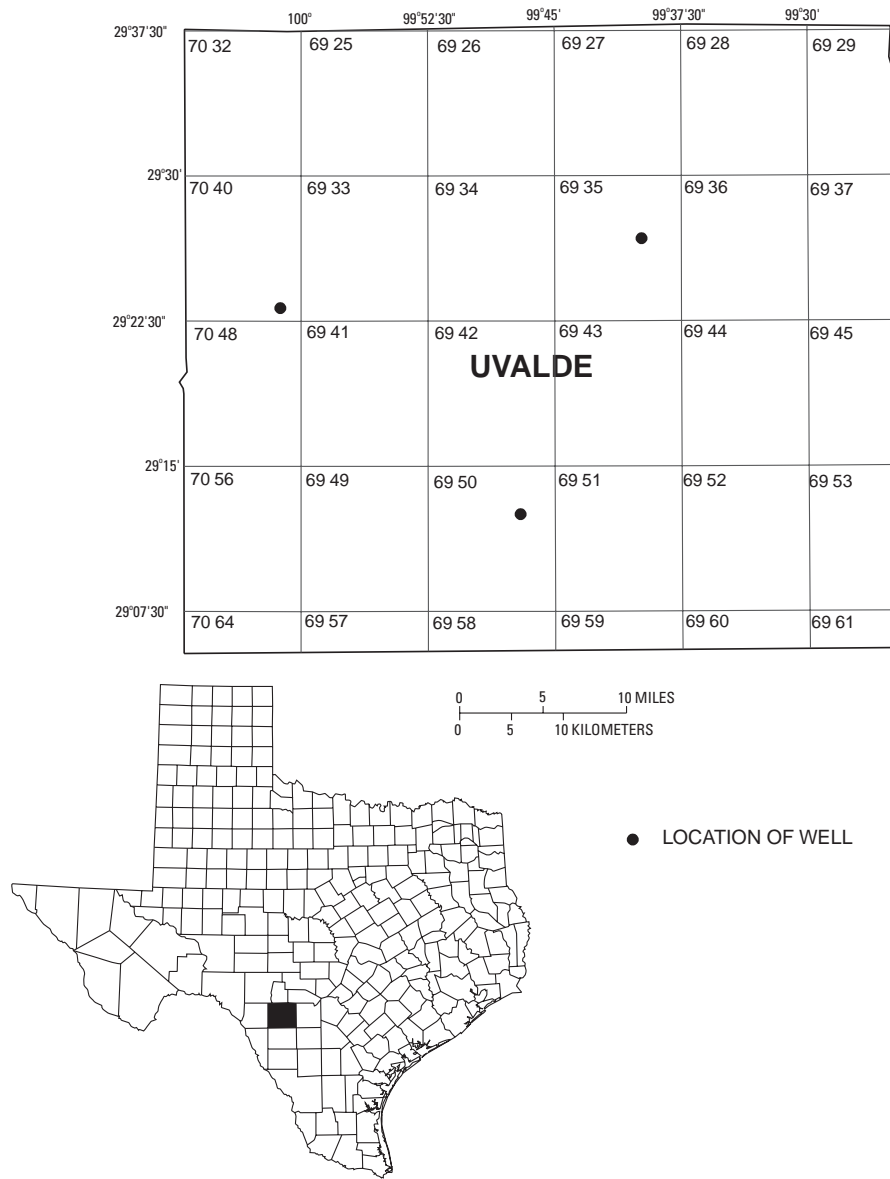 100° 99°52'30" 99°45' 99°37'30" 99°30'
29°37'30"
70 32 69 25 69 26 69 27 69 28 69 29
29°30'
70 40 69 33 69 34 69 35 69 36 69 37
29°22'30"
70 48 69 41 69 42 69 43 69 44 69 45
UVALDE
29°15'
70 56 69 49 69 50 69 51 69 52 69 53
29°07'30"
70 64 69 57 69 58 69 59 69 60 69 61
0 5 10 MILES
0 5 10 KILOMETERS
LOCATION OF WELL